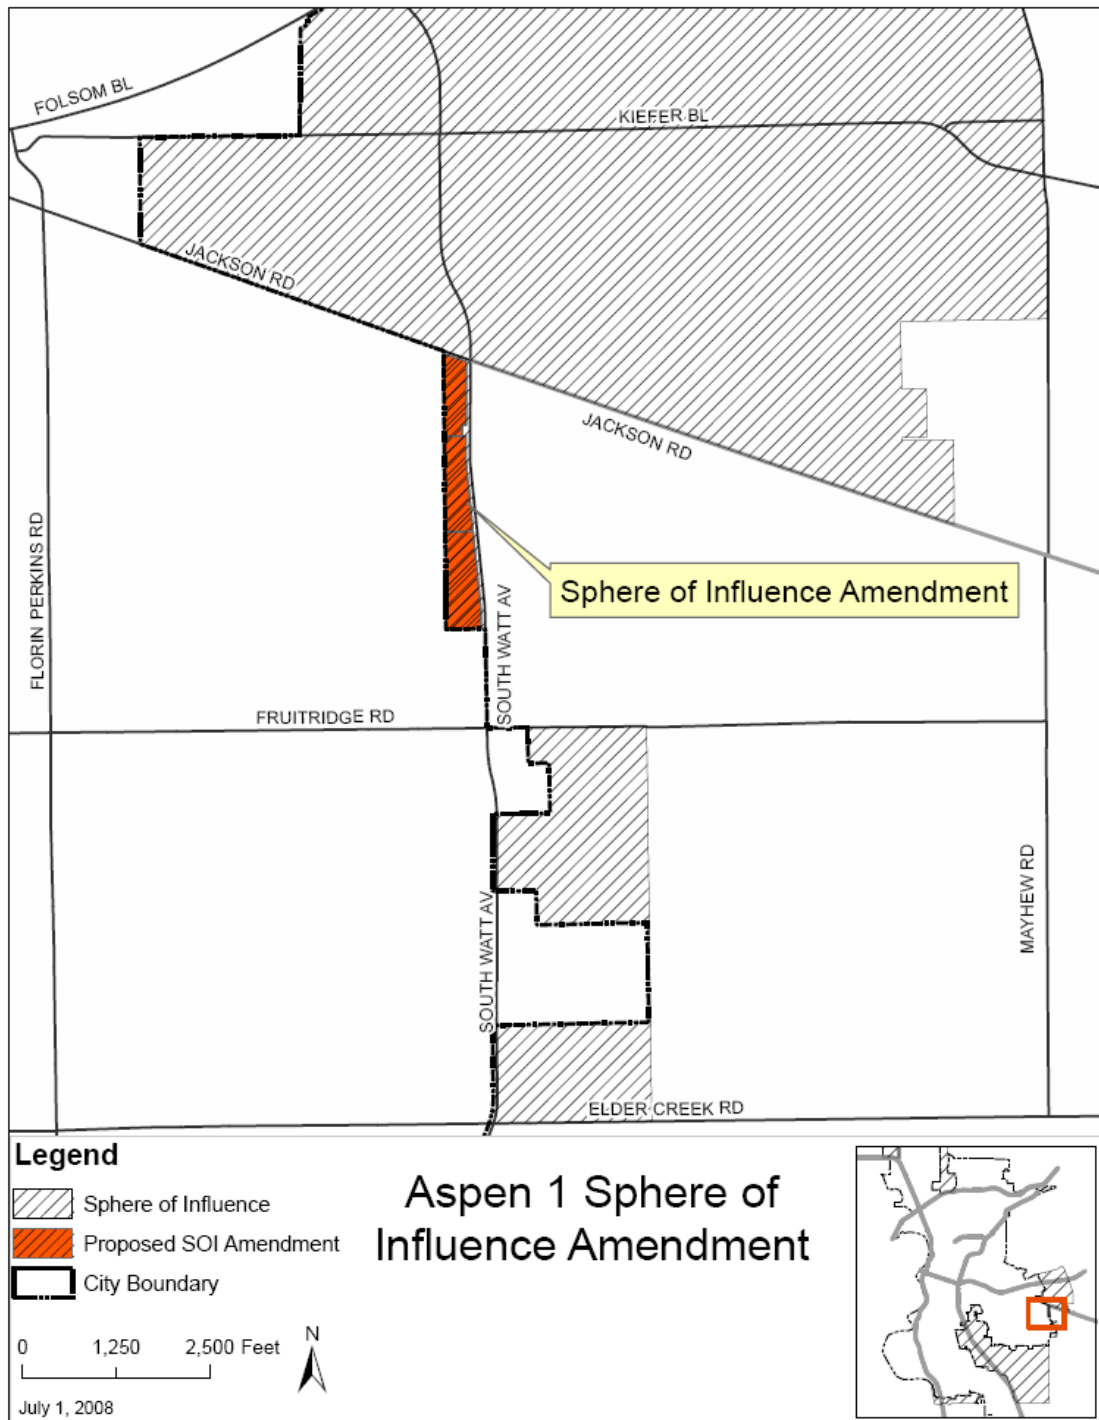 FOLSOM BL
KIEFER BL
JACKSON RD
JACKSON RD
FLORIN PERKINS RD
Sphere of Influence Amendment
SOUTH WATT AV
FRUITRIDGE RD
MAYHEW RD
SOUTH WATT AV
ELDER CREEK RD
Legend
Sphere of Influence
Proposed SOI Amendment
City Boundary
0 1,250 2,500 Feet
N
July 1, 2008
Aspen 1 Sphere of
Influence Amendment